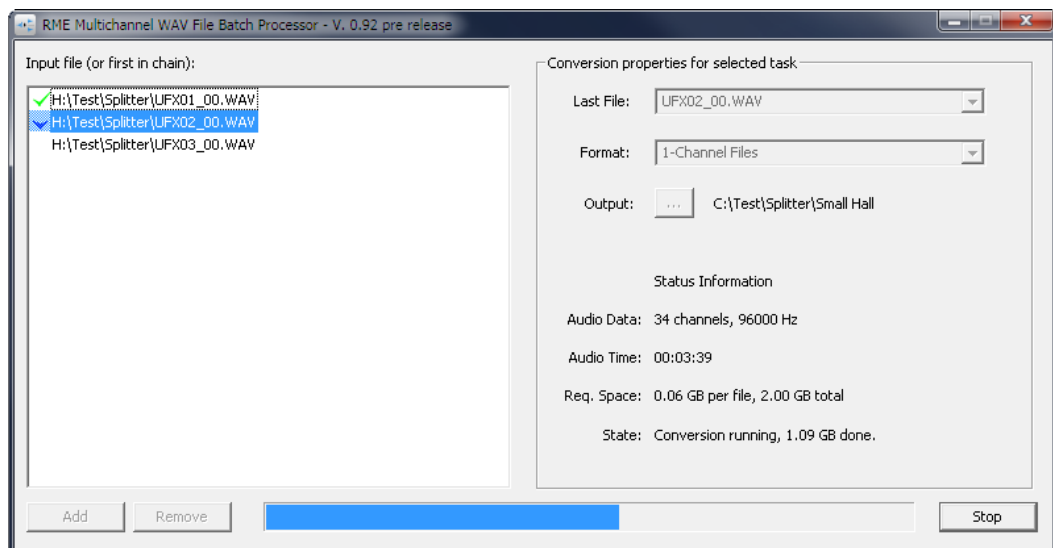 RME Multichannel WAV File Batch Processor - V. 0.92 pre release
Input file (or first in chain):
H:\Test\Splitter\UFX01_00.WAV
H:\Test\Splitter\UFX02_00.WAV
H:\Test\Splitter\UFX03_00.WAV
Conversion properties for selected task
Last File: UFX02_00.WAV
Format: 1-Channel Files
Output: ... C:\Test\Splitter\Small Hall
Status Information
Audio Data: 34 channels, 96000 Hz
Audio Time: 00:03:39
Req. Space: 0.06 GB per file, 2.00 GB total
State: Conversion running, 1.09 GB done.
Add Remove Stop